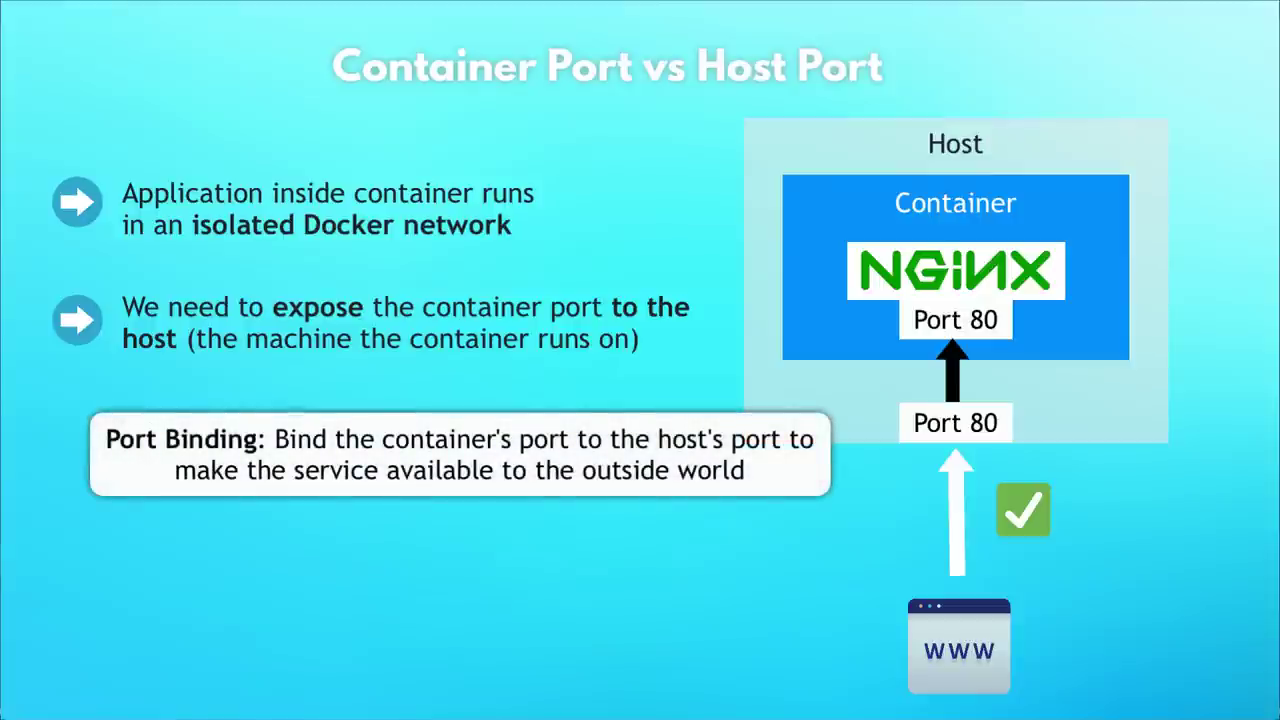 Container Port vs Host Port
Application inside container runs
in an isolated Docker network
We need to expose the container port to the
host (the machine the container runs on)
Port Binding: Bind the container's port to the host's port to
make the service available to the outside world
Host
Container
NGiNX
Port 80
Port 80
WWW